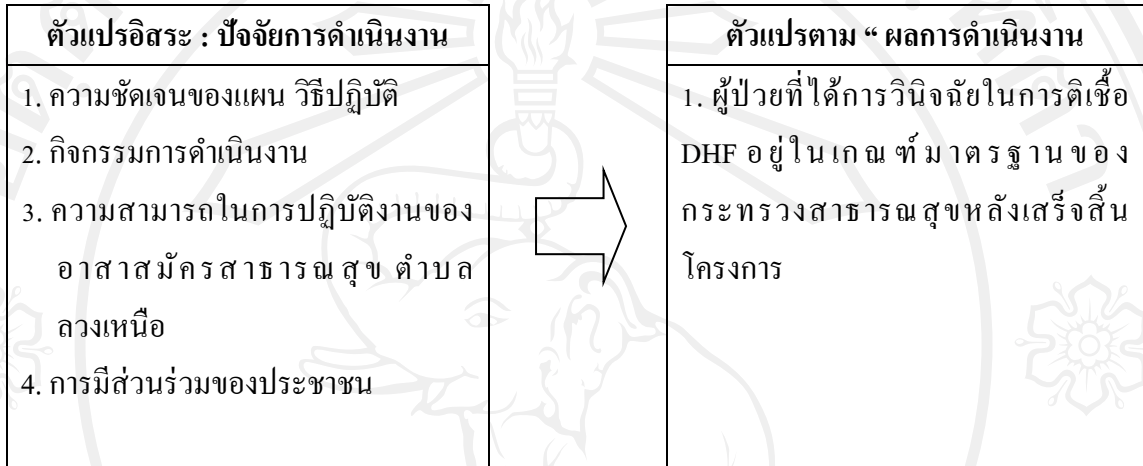 ตัวแปรอิสระ : ปัจจัยการดำเนินงาน
1. ความชัดเจนของแผน วิธีปฏิบัติ
2. กิจกรรมการดำเนินงาน
3. ความสามารถในการปฏิบัติงานของ
อาสาสมัครสาธารณสุข ตำบล
ลวงเหนือ
4. การมีส่วนร่วมของประชาชน
ตัวแปรตาม “ ผลการดำเนินงาน
1. ผู้ป่วยที่ได้การวินิจฉัยในการติเชื้อ
DHF อยู่ในเกณฑ์มาตรฐานของ
กระทรวงสาธารณสุขหลังเสร็จสิ้น
โครงการ